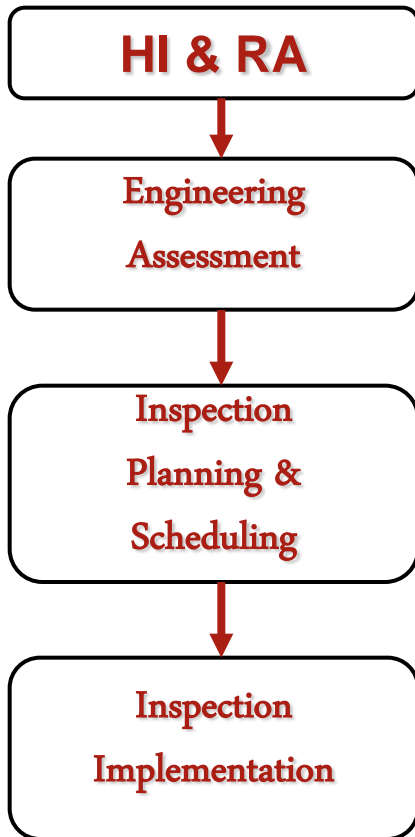 HI & RA
Engineering
Assessment
Inspection
Planning &
Scheduling
Inspection
Implementation